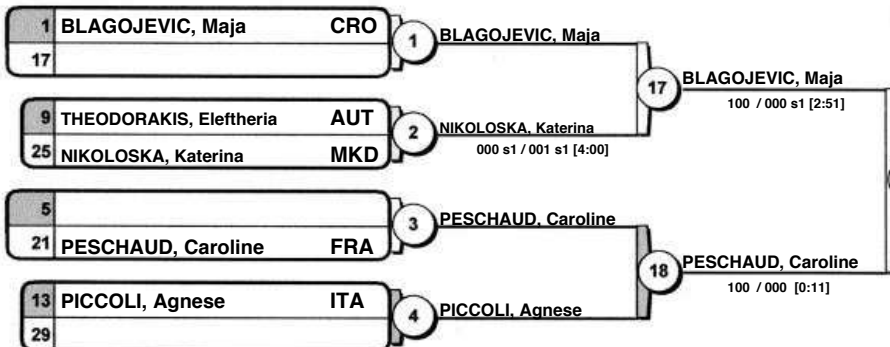 1 BLAGOJEVIC, Maja CRO
17
1
BLAGOJEVIC, Maja
9 THEODORAKIS, Eleftheria AUT
25 NIKOLOSKA, Katerina MKD
2
NIKOLOSKA, Katerina
000 s1 / 001 s1 [4:00]
17
BLAGOJEVIC, Maja
100 / 000 s1 [2:51]
5
21 PESCHAUD, Caroline FRA
3
PESCHAUD, Caroline
13 PICCOLI, Agnese ITA
29
4
PICCOLI, Agnese
18
PESCHAUD, Caroline
100 / 000 [0:11]